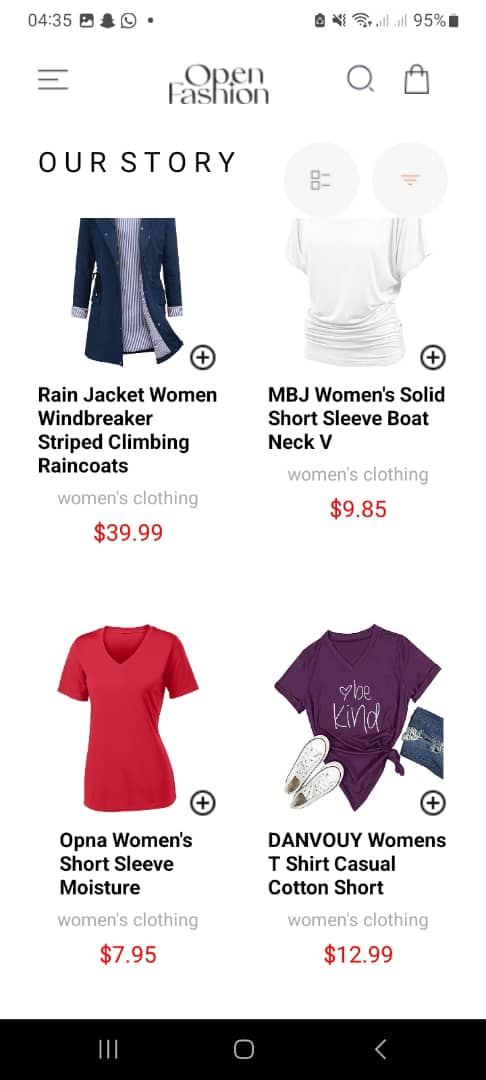 04:35
95%
Open
Fashion
OUR STORY
Rain Jacket Women
Windbreaker
Striped Climbing
Raincoats
women's clothing
$39.99
MBJ Women's Solid
Short Sleeve Boat
Neck V
women's clothing
$9.85
be
kind
Opna Women's
Short Sleeve
Moisture
women's clothing
$7.95
DANVOUY Womens
T Shirt Casual
Cotton Short
women's clothing
$12.99